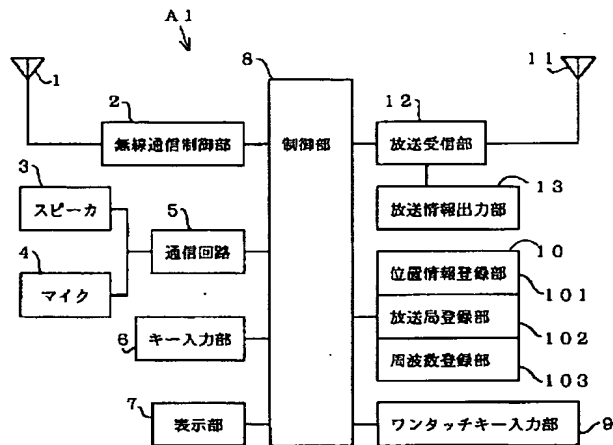 A1
1
2
無線通信制御部
3
スピーカ
4
マイク
5
通信回路
6
キー入力部
7
表示部
8
制御部
11
12
放送受信部
13
放送情報出力部
10
位置情報登録部
101
放送局登録部
102
周波数登録部
103
ワンタッチキー入力部
9